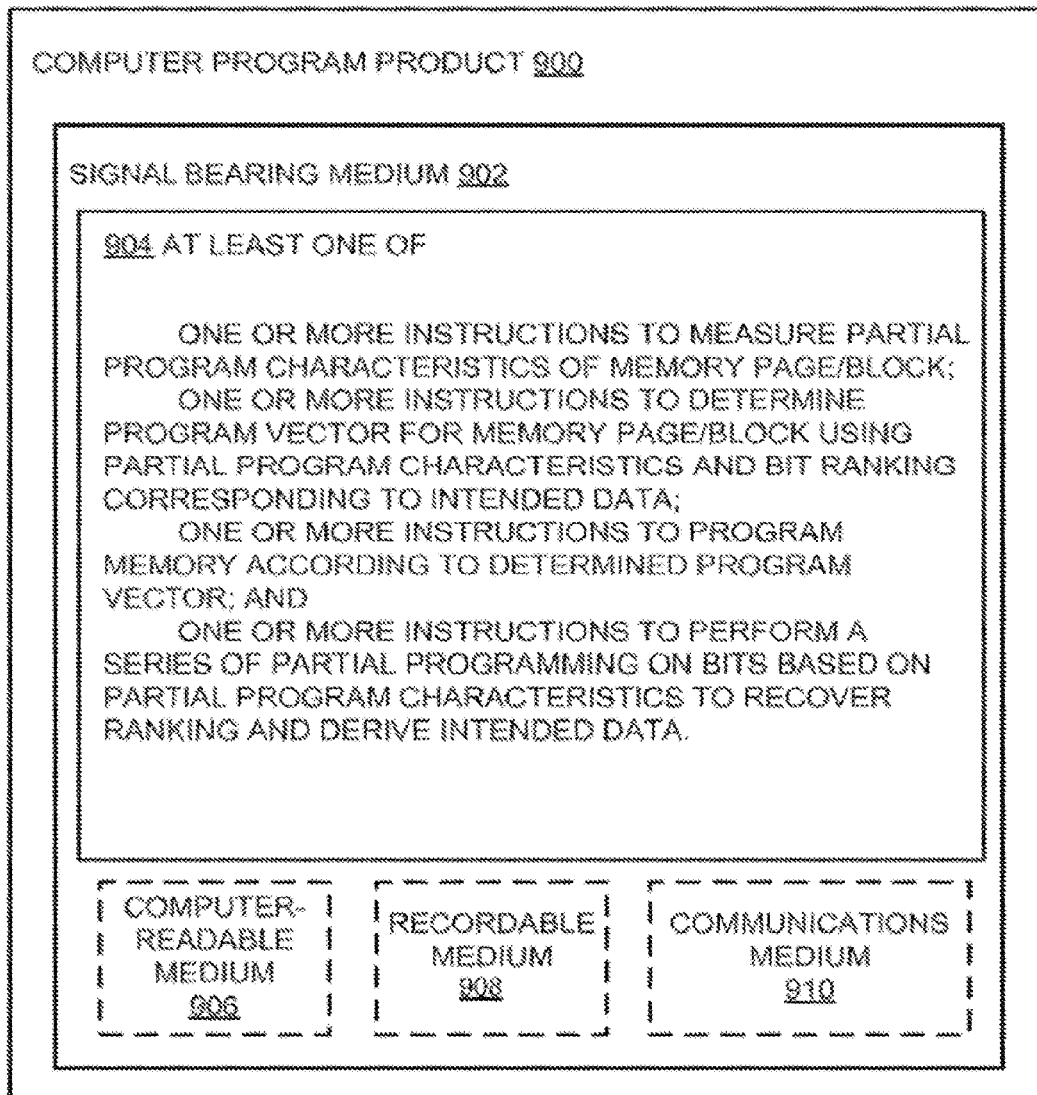 COMPUTER PROGRAM PRODUCT 900
SIGNAL BEARING MEDIUM 902
904 AT LEAST ONE OF
ONE OR MORE INSTRUCTIONS TO MEASURE PARTIAL
PROGRAM CHARACTERISTICS OF MEMORY PAGE/BLOCK;
ONE OR MORE INSTRUCTIONS TO DETERMINE
PROGRAM VECTOR FOR MEMORY PAGE/BLOCK USING
PARTIAL PROGRAM CHARACTERISTICS AND BIT RANKING
CORRESPONDING TO INTENDED DATA;
ONE OR MORE INSTRUCTIONS TO PROGRAM
MEMORY ACCORDING TO DETERMINED PROGRAM
VECTOR; AND
ONE OR MORE INSTRUCTIONS TO PERFORM A
SERIES OF PARTIAL PROGRAMMING ON BITS BASED ON
PARTIAL PROGRAM CHARACTERISTICS TO RECOVER
RANKING AND DERIVE INTENDED DATA.
COMPUTER-
READABLE
MEDIUM
906
RECORDABLE
MEDIUM
908
COMMUNICATIONS
MEDIUM
910